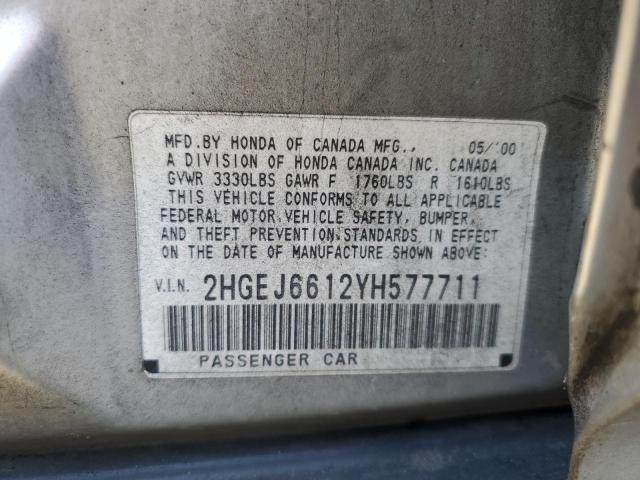 MFD.BY HONDA OF CANADA MFG., 05/'00
A DIVISION OF HONDA CANADA INC. CANADA
GVWR 3330LBS GAWR F 1760LBS R 1610LBS
THIS VEHICLE CONFORMS TO ALL APPLICABLE
FEDERAL MOTOR VEHICLE SAFETY, BUMPER,
AND THEFT PREVENTION STANDARDS IN EFFECT
ON THE DATE OF MANUFACTURE SHOWN ABOVE.
V.I.N. 2HGEJ6612YH577711
PASSENGER CAR